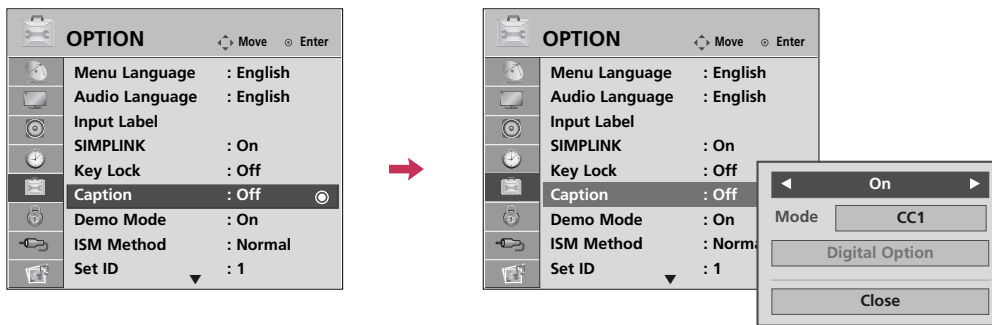 OPTION Move Enter
Menu Language : English
Audio Language : English
Input Label
SIMPLINK : On
Key Lock : Off
Caption : Off
Demo Mode : On
ISM Method : Normal
Set ID : 1
OPTION Move Enter
Menu Language : English
Audio Language : English
Input Label
SIMPLINK : On
Key Lock : Off
Caption : Off
Demo Mode : On
ISM Method : Norma
Set ID : 1
On
Mode CC1
Digital Option
Close